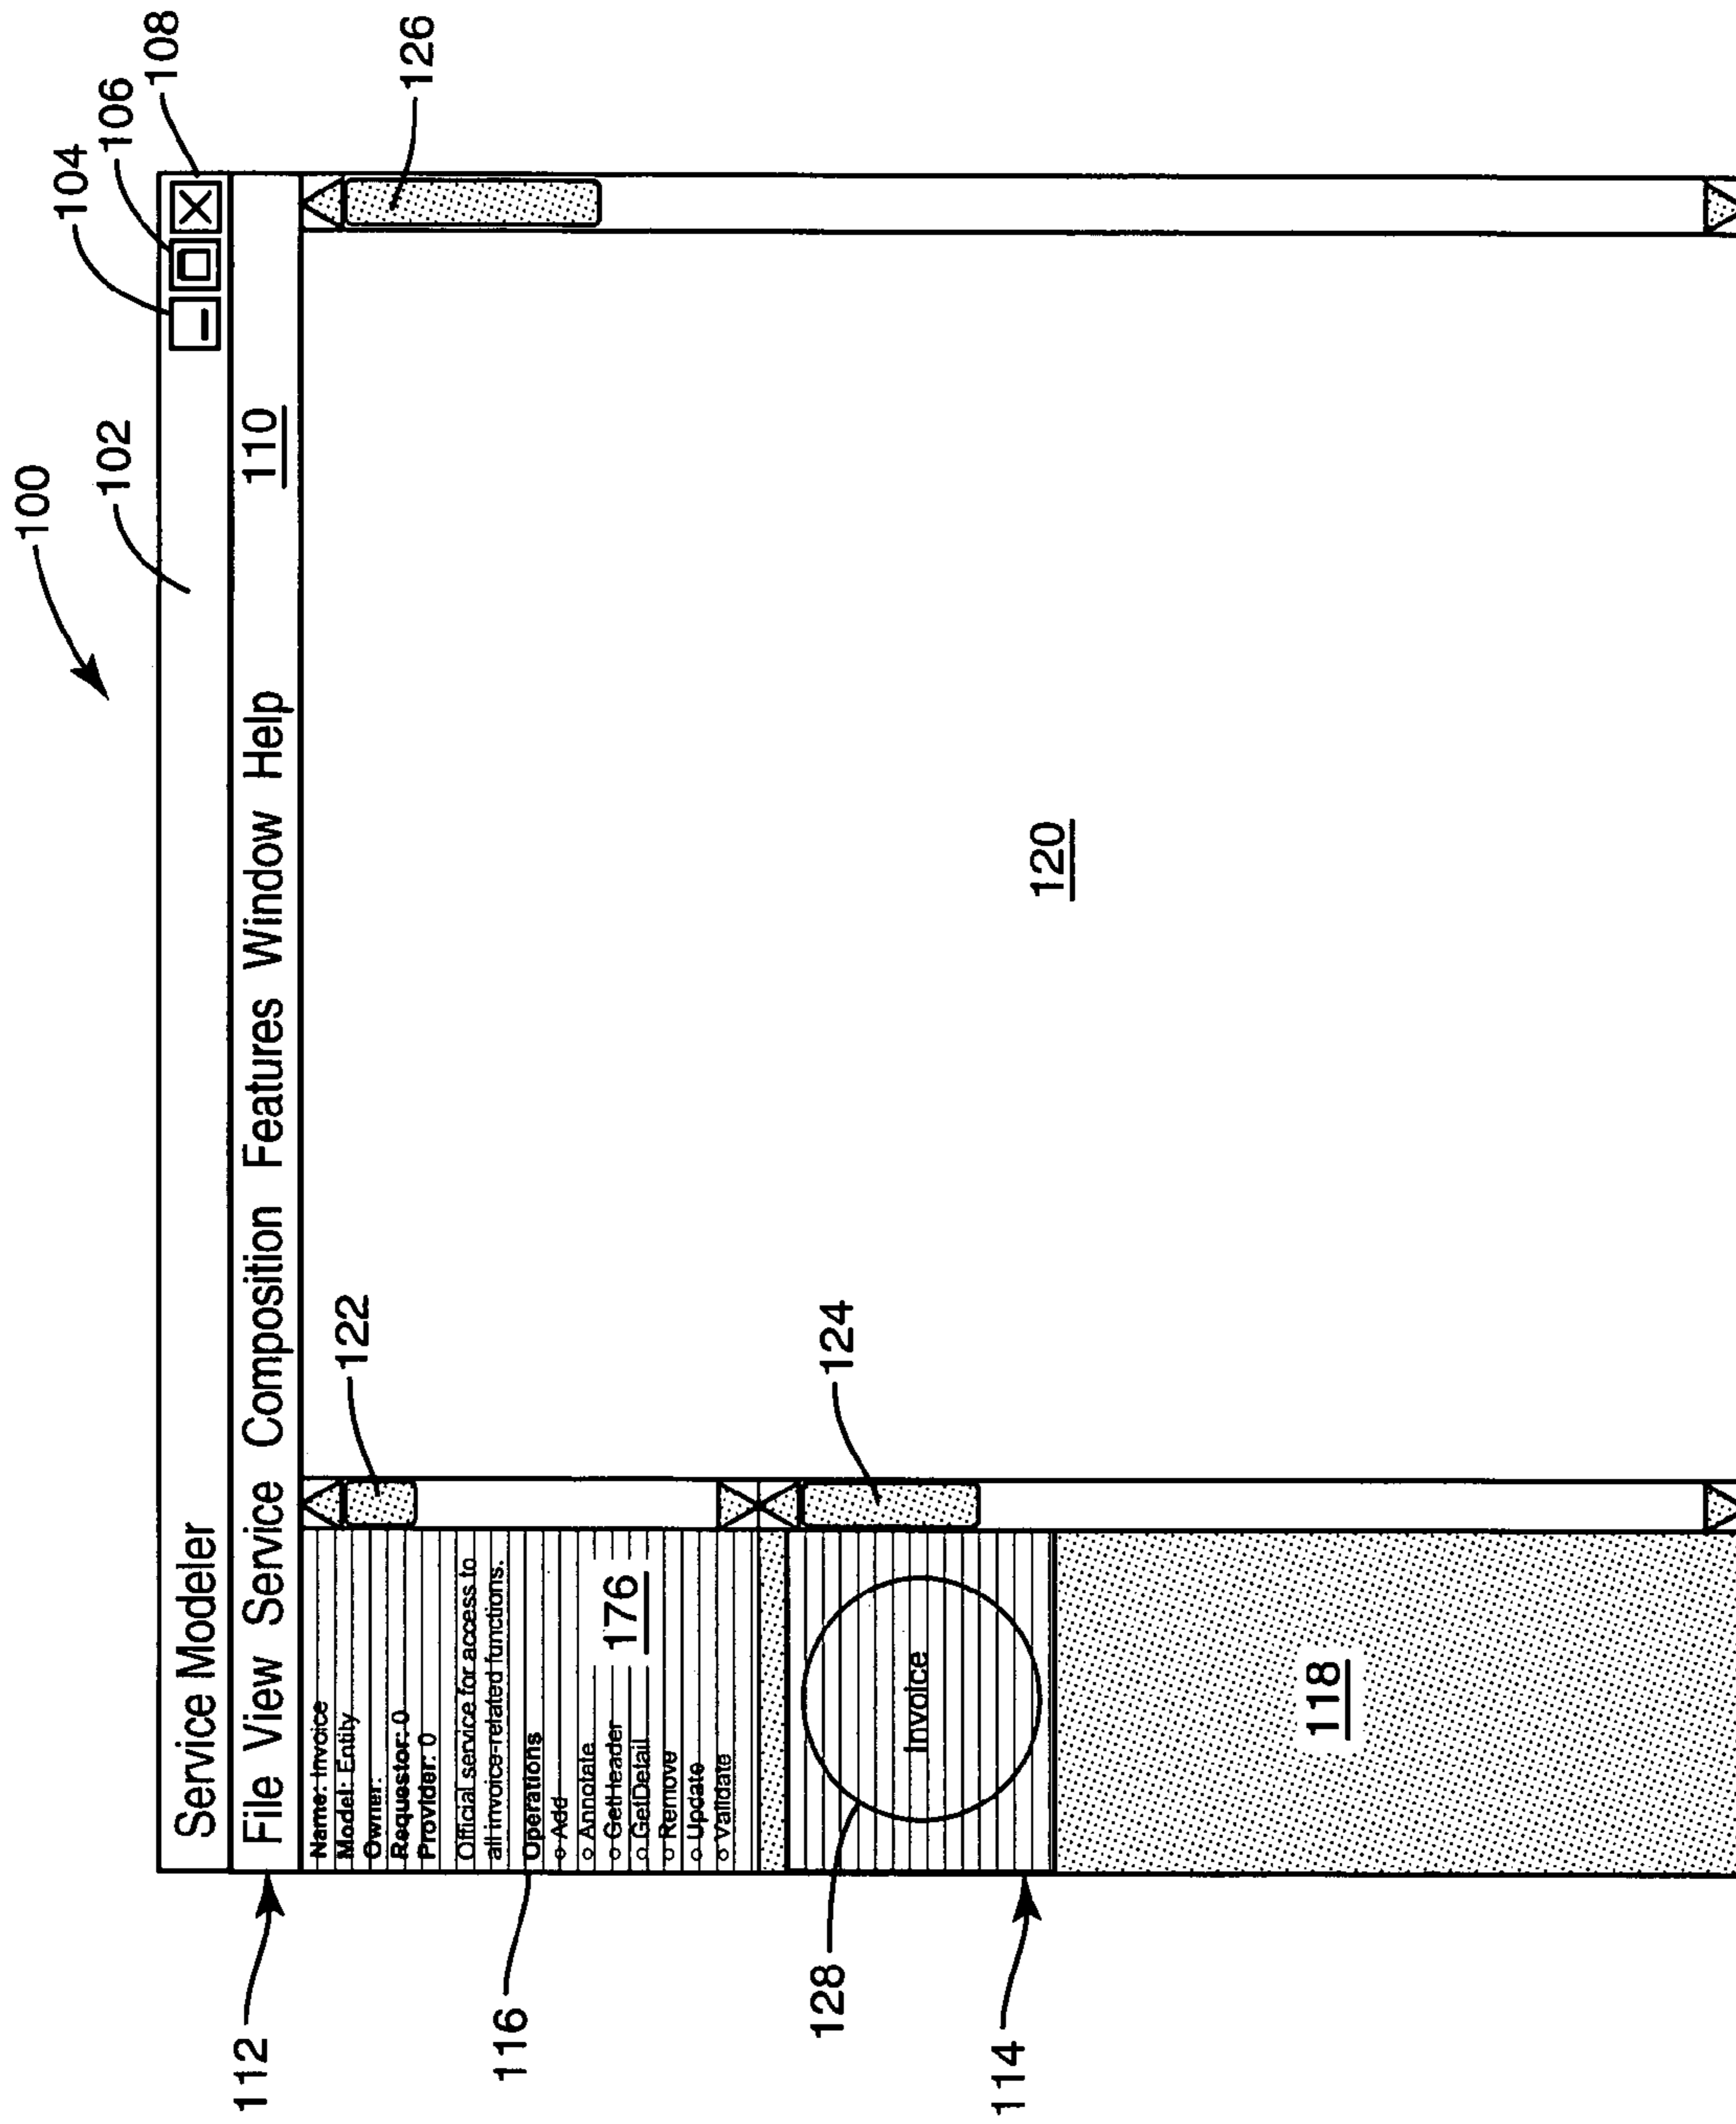 100
102
104
106
108
Service Modeler
File View Service Composition Features Window Help
110
112
122
126
Name: Invoice
Model: Entity
Owner:
Requestor: 0
Provider: 0
Official service for access to
all invoice-related functions.
Operations
Add
Annotate
GetHeader
GetDetail
Remove
Update
Validate
116
176
124
Invoice
128
114
120
118